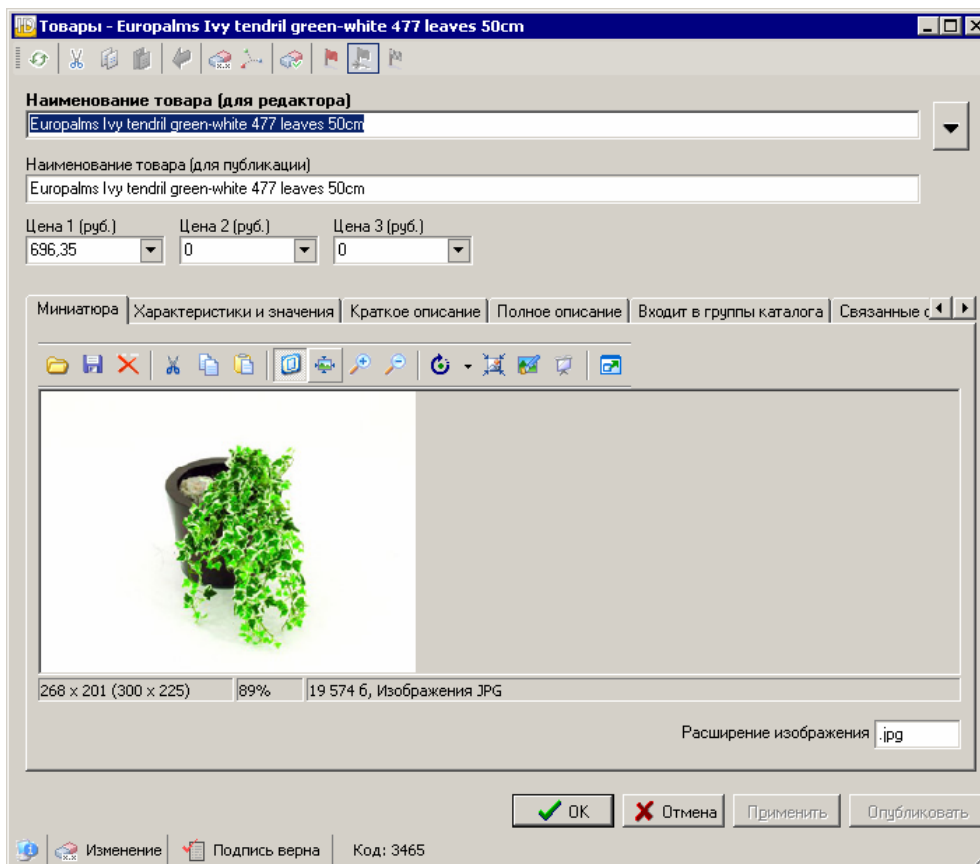 Товары - Europalms Ivy tendril green-white 477 leaves 50cm
Наименование товара (для редактора)
Europalms Ivy tendril green-white 477 leaves 50cm
Наименование товара (для публикации)
Europalms Ivy tendril green-white 477 leaves 50cm
Цена 1 (руб.) Цена 2 (руб.) Цена 3 (руб.)
696,35 0 0
Миниатюра Характеристики и значения Краткое описание Полное описание Входит в группы каталога Связанные
268 x 201 (300 x 225) 89% 19 574 б, Изображения JPG
Расширение изображения .jpg
OK Отмена Применить Опубликовать
Изменение Подпись верна Код: 3465